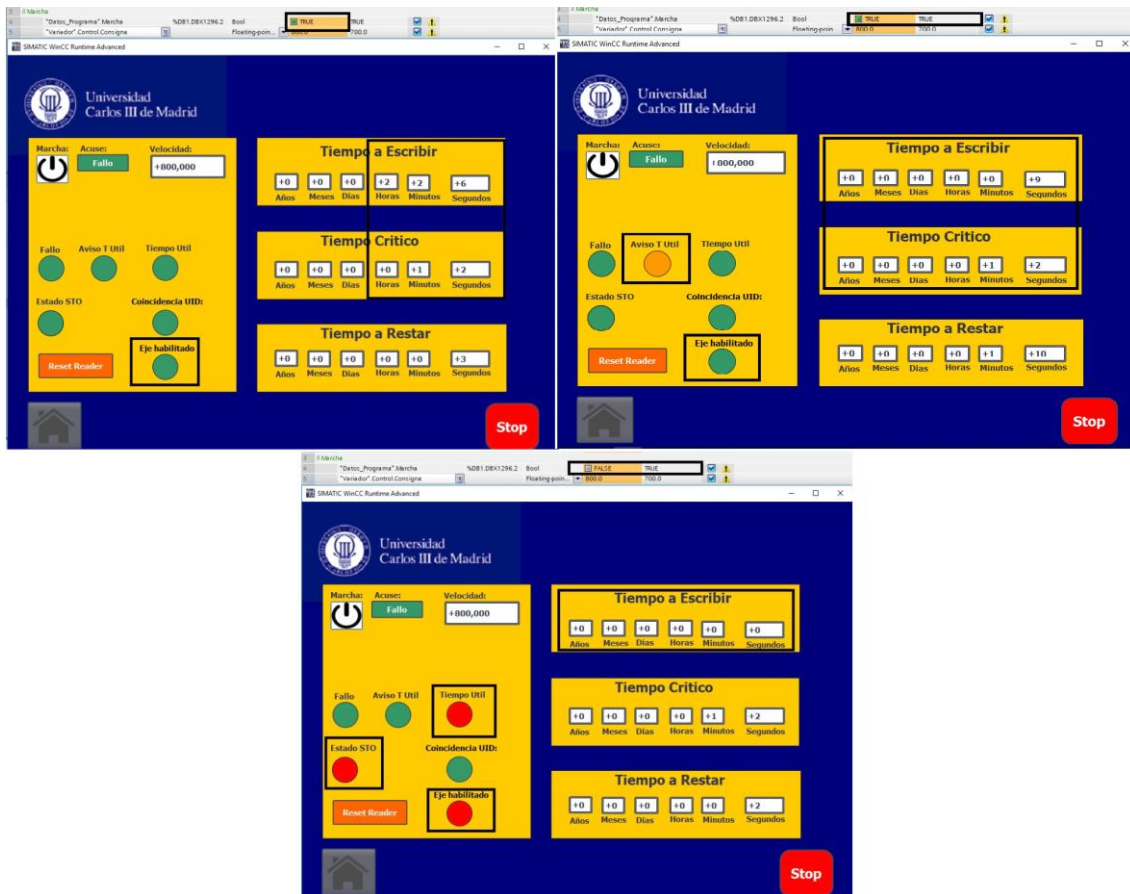 3 // Marcha
4 "Datos_Programa".Marcha %DB1.DBX1296.2 Bool TRUE TRUE
5 "Variador".Control.Consigna Floating-poin... 800.0 700.0
SIMATIC WinCC Runtime Advanced
Universidad
Carlos III de Madrid
Marcha: Acuse: Velocidad:
Fallo
+800,000
Fallo Aviso T Util Tiempo Util
Estado STO Coincidencia UID:
Eje habilitado
Reset Reader
Tiempo a Escribir
+0 +0 +0 +2 +2 +6
Años Meses Días Horas Minutos Segundos
Tiempo Critico
+0 +0 +0 +0 +1 +2
Años Meses Días Horas Minutos Segundos
Tiempo a Restar
+0 +0 +0 +0 +0 +3
Años Meses Días Horas Minutos Segundos
Stop
// Marcha
4 "Datos_Programa".Marcha %DB1.DBX1296.2 Bool TRUE TRUE
"Variador".Control.Consigna Floating-poin... 800.0 700.0
SIMATIC WinCC Runtime Advanced
Universidad
Carlos III de Madrid
Marcha: Acuse: Velocidad:
Fallo
+800,000
Fallo Aviso T Util Tiempo Util
Estado STO Coincidencia UID:
Eje habilitado
Reset Reader
Tiempo a Escribir
+0 +0 +0 +0 +0 +9
Años Meses Días Horas Minutos Segundos
Tiempo Critico
+0 +0 +0 +0 +1 +2
Años Meses Días Horas Minutos Segundos
Tiempo a Restar
+0 +0 +0 +0 +1 +10
Años Meses Días Horas Minutos Segundos
Stop
3 // Marcha
4 "Datos_Programa".Marcha %DB1.DBX1296.2 Bool FALSE TRUE
5 "Variador".Control.Consigna Floating-poin... 800.0 700.0
SIMATIC WinCC Runtime Advanced
Universidad
Carlos III de Madrid
Marcha: Acuse: Velocidad:
Fallo
+800,000
Fallo Aviso T Util Tiempo Util
Estado STO Coincidencia UID:
Eje habilitado
Reset Reader
Tiempo a Escribir
+0 +0 +0 +0 +0 +0
Años Meses Días Horas Minutos Segundos
Tiempo Critico
+0 +0 +0 +0 +1 +2
Años Meses Días Horas Minutos Segundos
Tiempo a Restar
+0 +0 +0 +0 +0 +2
Años Meses Días Horas Minutos Segundos
Stop